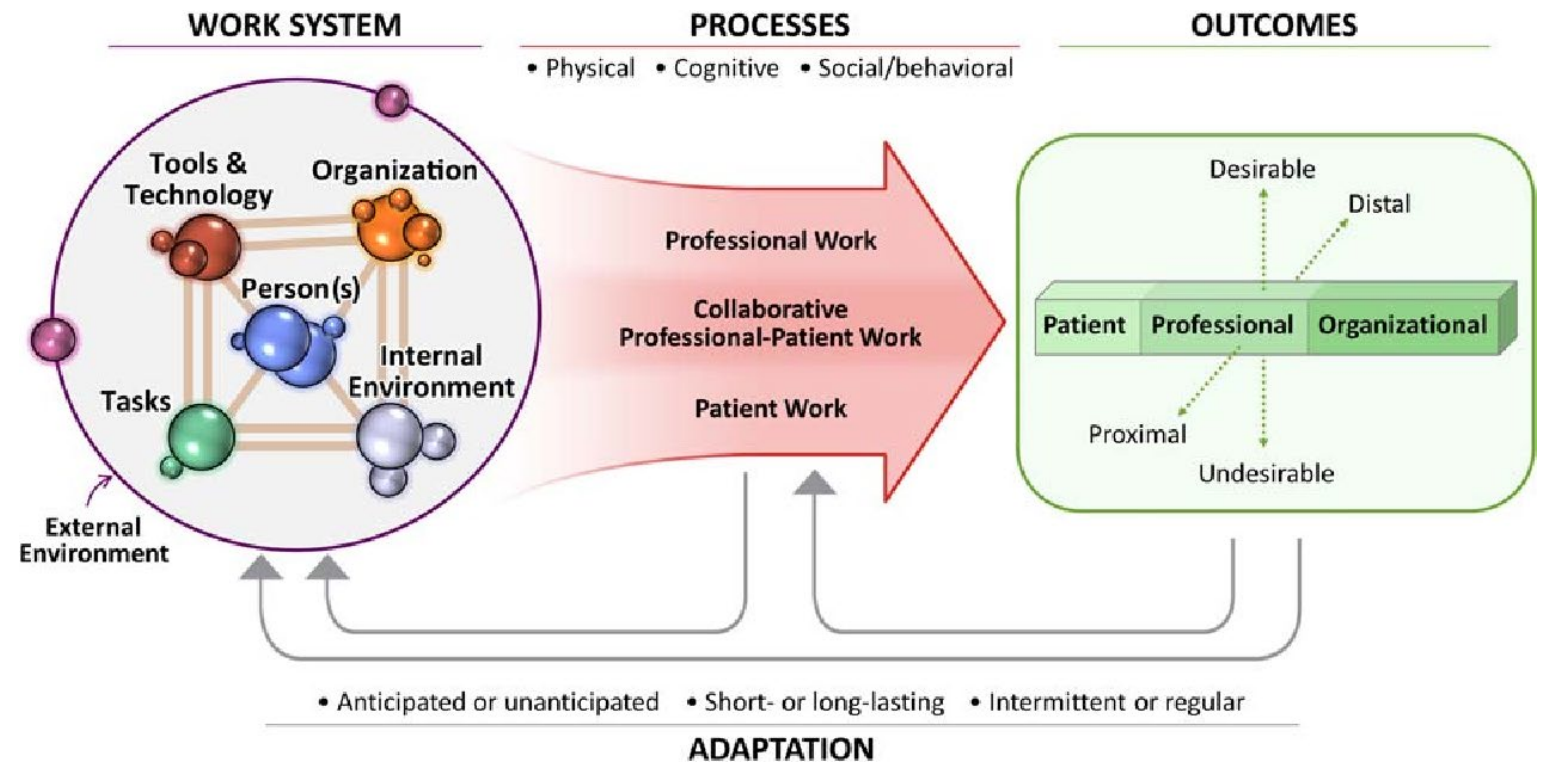 WORK SYSTEM
PROCESSES
• Physical • Cognitive • Social/behavioral
OUTCOMES
Tools &
Technology
Organization
Person(s)
Internal
Environment
Tasks
External
Environment
Professional Work
Collaborative
Professional-Patient Work
Patient Work
Desirable
Distal
Patient Professional Organizational
Proximal
Undesirable
• Anticipated or unanticipated • Short- or long-lasting • Intermittent or regular
ADAPTATION